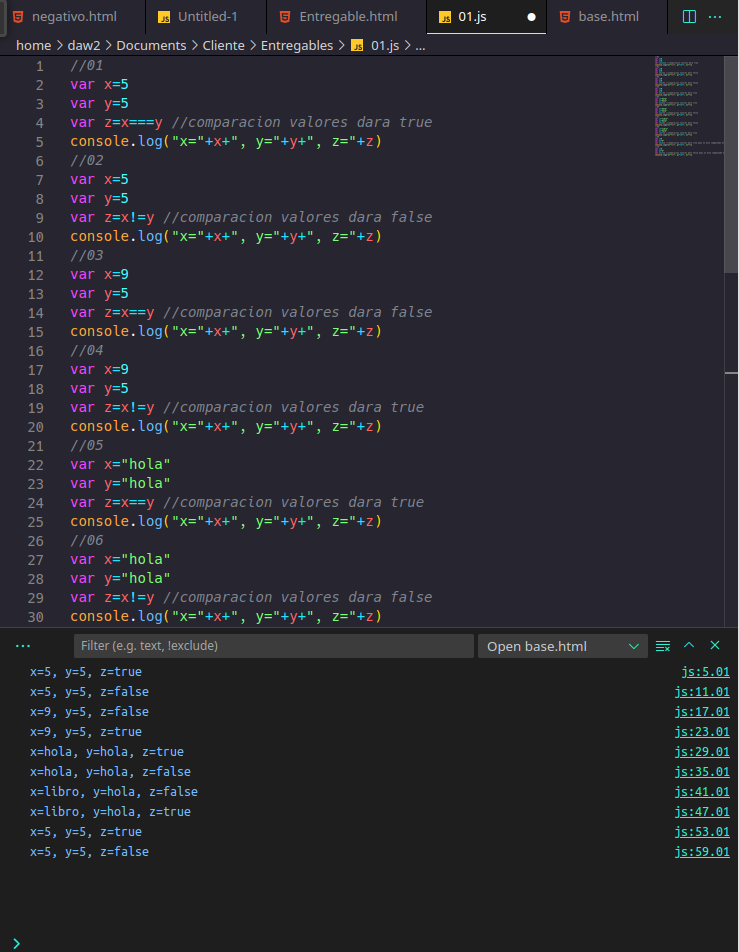 negativo.html Untitled-1 Entregable.html 01.js base.html
home > daw2 > Documents > Cliente > Entregables > 01.js > ...
1 //01
2 var x=5
3 var y=5
4 var z=x===y //comparacion valores dara true
5 console.log("x="+x+", y="+y+", z="+z)
6 //02
7 var x=5
8 var y=5
9 var z=x!=y //comparacion valores dara false
10 console.log("x="+x+", y="+y+", z="+z)
11 //03
12 var x=9
13 var y=5
14 var z=x==y //comparacion valores dara false
15 console.log("x="+x+", y="+y+", z="+z)
16 //04
17 var x=9
18 var y=5
19 var z=x!=y //comparacion valores dara true
20 console.log("x="+x+", y="+y+", z="+z)
21 //05
22 var x="hola"
23 var y="hola"
24 var z=x==y //comparacion valores dara true
25 console.log("x="+x+", y="+y+", z="+z)
26 //06
27 var x="hola"
28 var y="hola"
29 var z=x!=y //comparacion valores dara false
30 console.log("x="+x+", y="+y+", z="+z)
... Filter (e.g. text, !exclude) Open base.html
x=5, y=5, z=true js:5.01
x=5, y=5, z=false js:11.01
x=9, y=5, z=false js:17.01
x=9, y=5, z=true js:23.01
x=hola, y=hola, z=true js:29.01
x=hola, y=hola, z=false js:35.01
x=libro, y=hola, z=false js:41.01
x=libro, y=hola, z=true js:47.01
x=5, y=5, z=true js:53.01
x=5, y=5, z=false js:59.01
>